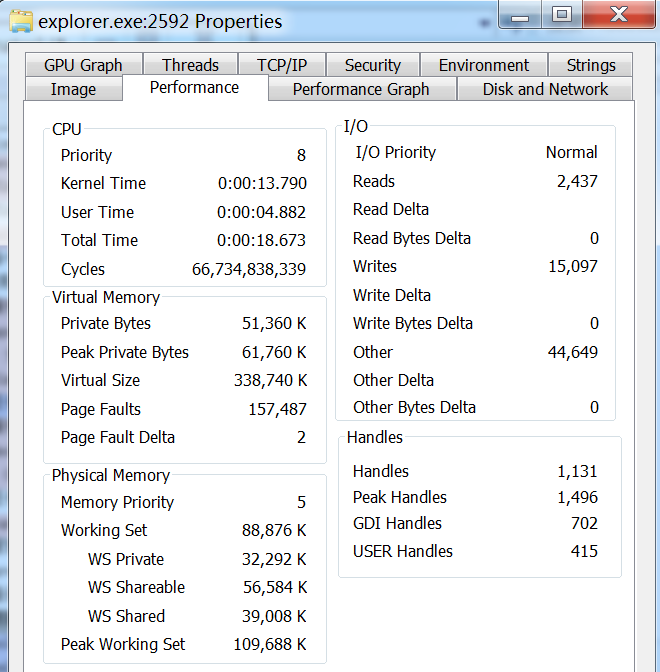 explorer.exe:2592 Properties
GPU Graph Threads TCP/IP Security Environment Strings
Image Performance Performance Graph Disk and Network
CPU
Priority 8
Kernel Time 0:00:13.790
User Time 0:00:04.882
Total Time 0:00:18.673
Cycles 66,734,838,339
Virtual Memory
Private Bytes 51,360 K
Peak Private Bytes 61,760 K
Virtual Size 338,740 K
Page Faults 157,487
Page Fault Delta 2
Physical Memory
Memory Priority 5
Working Set 88,876 K
WS Private 32,292 K
WS Shareable 56,584 K
WS Shared 39,008 K
Peak Working Set 109,688 K
I/O
I/O Priority Normal
Reads 2,437
Read Delta
Read Bytes Delta 0
Writes 15,097
Write Delta
Write Bytes Delta 0
Other 44,649
Other Delta
Other Bytes Delta 0
Handles
Handles 1,131
Peak Handles 1,496
GDI Handles 702
USER Handles 415